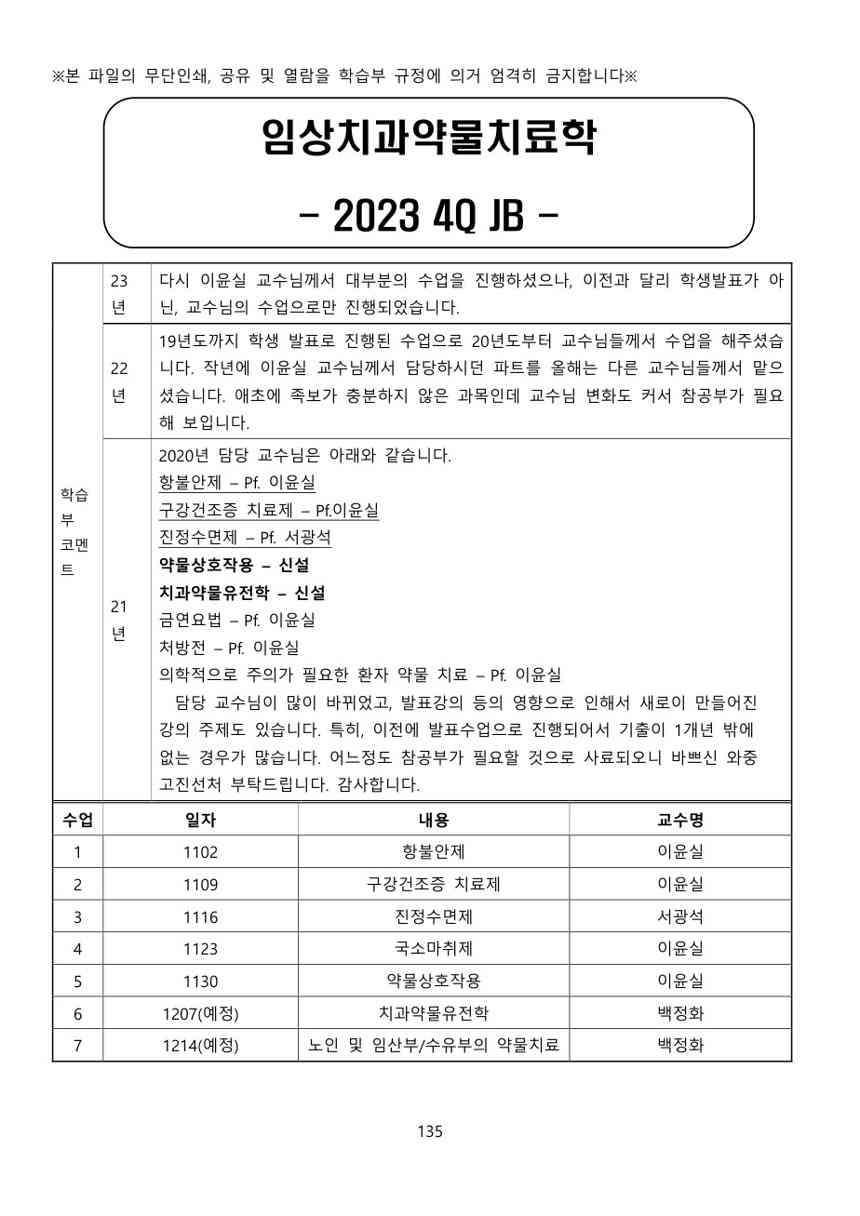 ※본 파일의 무단인쇄, 공유 및 열람을 학습부 규정에 의거 엄격히 금지합니다※
임상치과약물치료학
– 2023 4Q JB –
학습
부
코멘
트
23
년
다시 이윤실 교수님께서 대부분의 수업을 진행하셨으나, 이전과 달리 학생발표가 아
닌, 교수님의 수업으로만 진행되었습니다.
22
년
19년도까지 학생 발표로 진행된 수업으로 20년도부터 교수님들께서 수업을 해주셨습
니다. 작년에 이윤실 교수님께서 담당하시던 파트를 올해는 다른 교수님들께서 맡으
셨습니다. 애초에 족보가 충분하지 않은 과목인데 교수님 변화도 커서 참공부가 필요
해 보입니다.
21
년
2020년 담당 교수님은 아래와 같습니다.
항불안제 – Pf. 이윤실
구강건조증 치료제 – Pf.이윤실
진정수면제 – Pf. 서광석
약물상호작용 – 신설
치과약물유전학 – 신설
금연요법 – Pf. 이윤실
처방전 – Pf. 이윤실
의학적으로 주의가 필요한 환자 약물 치료 – Pf. 이윤실
담당 교수님이 많이 바뀌었고, 발표강의 등의 영향으로 인해서 새로이 만들어진
강의 주제도 있습니다. 특히, 이전에 발표수업으로 진행되어서 기출이 1개년 밖에
없는 경우가 많습니다. 어느정도 참공부가 필요할 것으로 사료되오니 바쁘신 와중
고진선처 부탁드립니다. 감사합니다.
수업 일자 내용 교수명
1 1102 항불안제 이윤실
2 1109 구강건조증 치료제 이윤실
3 1116 진정수면제 서광석
4 1123 국소마취제 이윤실
5 1130 약물상호작용 이윤실
6 1207(예정) 치과약물유전학 백정화
7 1214(예정) 노인 및 임산부/수유부의 약물치료 백정화
135